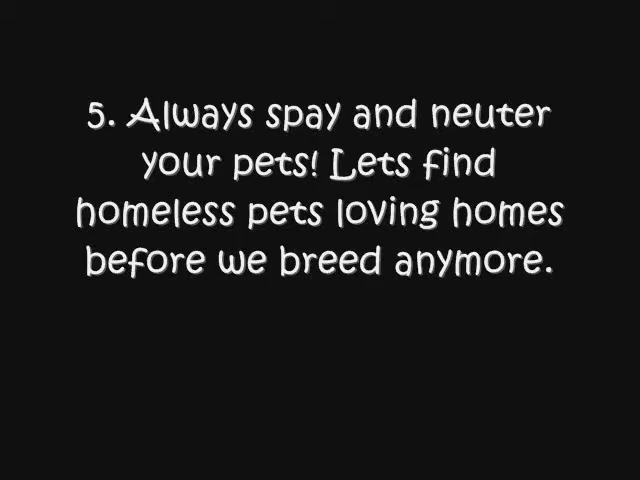 5. Always spay and neuter
your pets! Lets find
homeless pets loving homes
before we breed anymore.